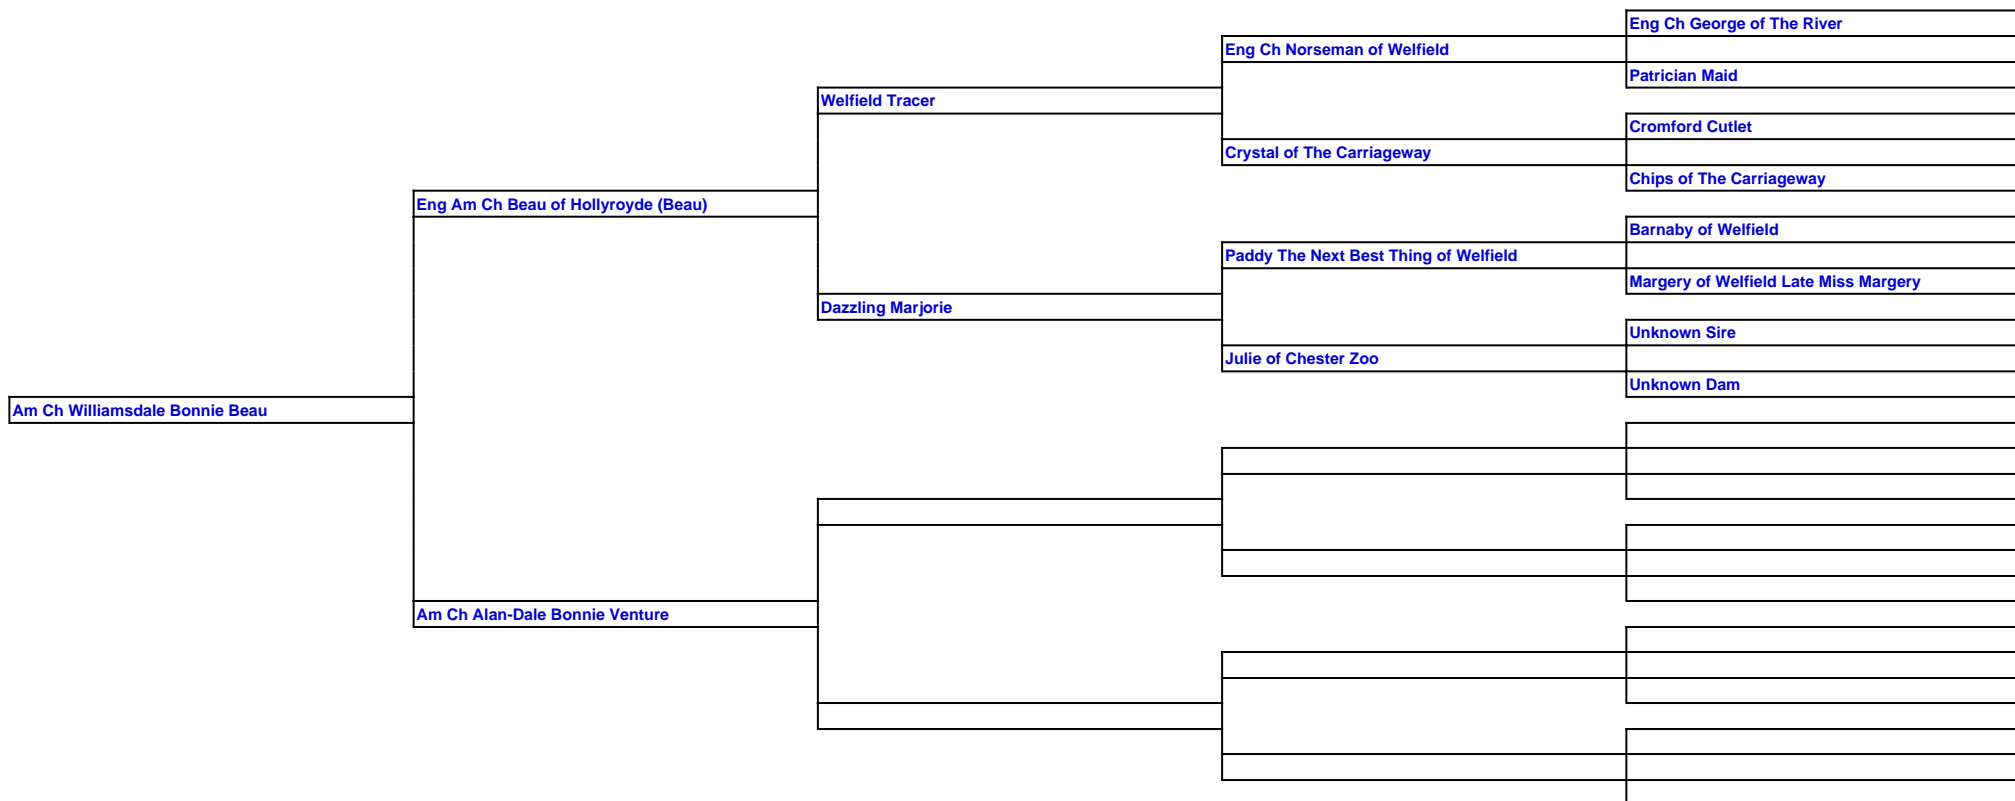 Eng Ch George of The River
Eng Ch Norseman of Welfield
Patrician Maid
Welfield Tracer
Cromford Cutlet
Crystal of The Carriageway
Chips of The Carriageway
Eng Am Ch Beau of Hollyroyde (Beau)
Barnaby of Welfield
Paddy The Next Best Thing of Welfield
Margery of Welfield Late Miss Margery
Dazzling Marjorie
Unknown Sire
Julie of Chester Zoo
Unknown Dam
Am Ch Williamsdale Bonnie Beau
Am Ch Alan-Dale Bonnie Venture